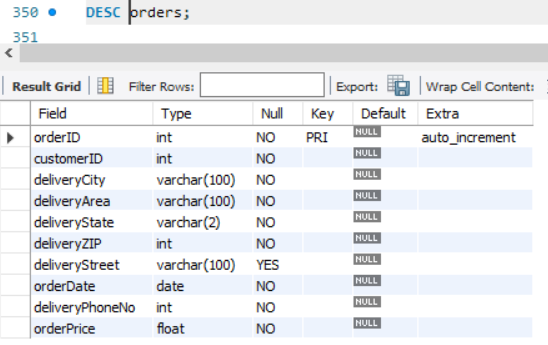 350 DESC orders;
351
Result Grid Filter Rows: Export: Wrap Cell Content:
Field Type Null Key Default Extra
orderID int NO PRI NULL auto_increment
customerID int NO NULL
deliveryCity varchar(100) NO NULL
deliveryArea varchar(100) NO NULL
deliveryState varchar(2) NO NULL
deliveryZIP int NO NULL
deliveryStreet varchar(100) YES NULL
orderDate date NO NULL
deliveryPhoneNo int NO NULL
orderPrice float NO NULL